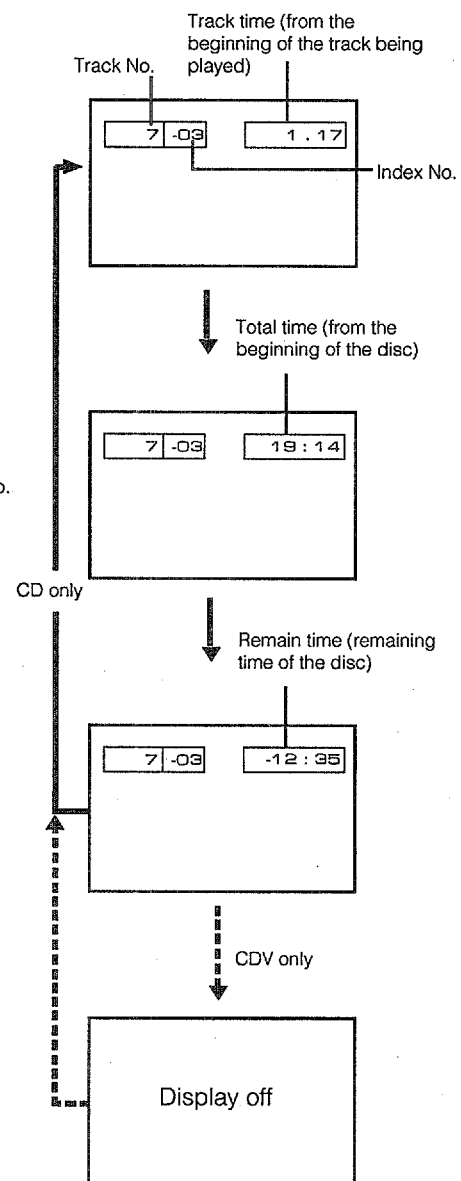 Track time (from the
beginning of the track being
played)
Track No.
7 -03 1 . 17
Index No.
Total time (from the
beginning of the disc)
7 -03 19 : 14
CD only
Remain time (remaining
time of the disc)
7 -03 -12 : 35
CDV only
Display off